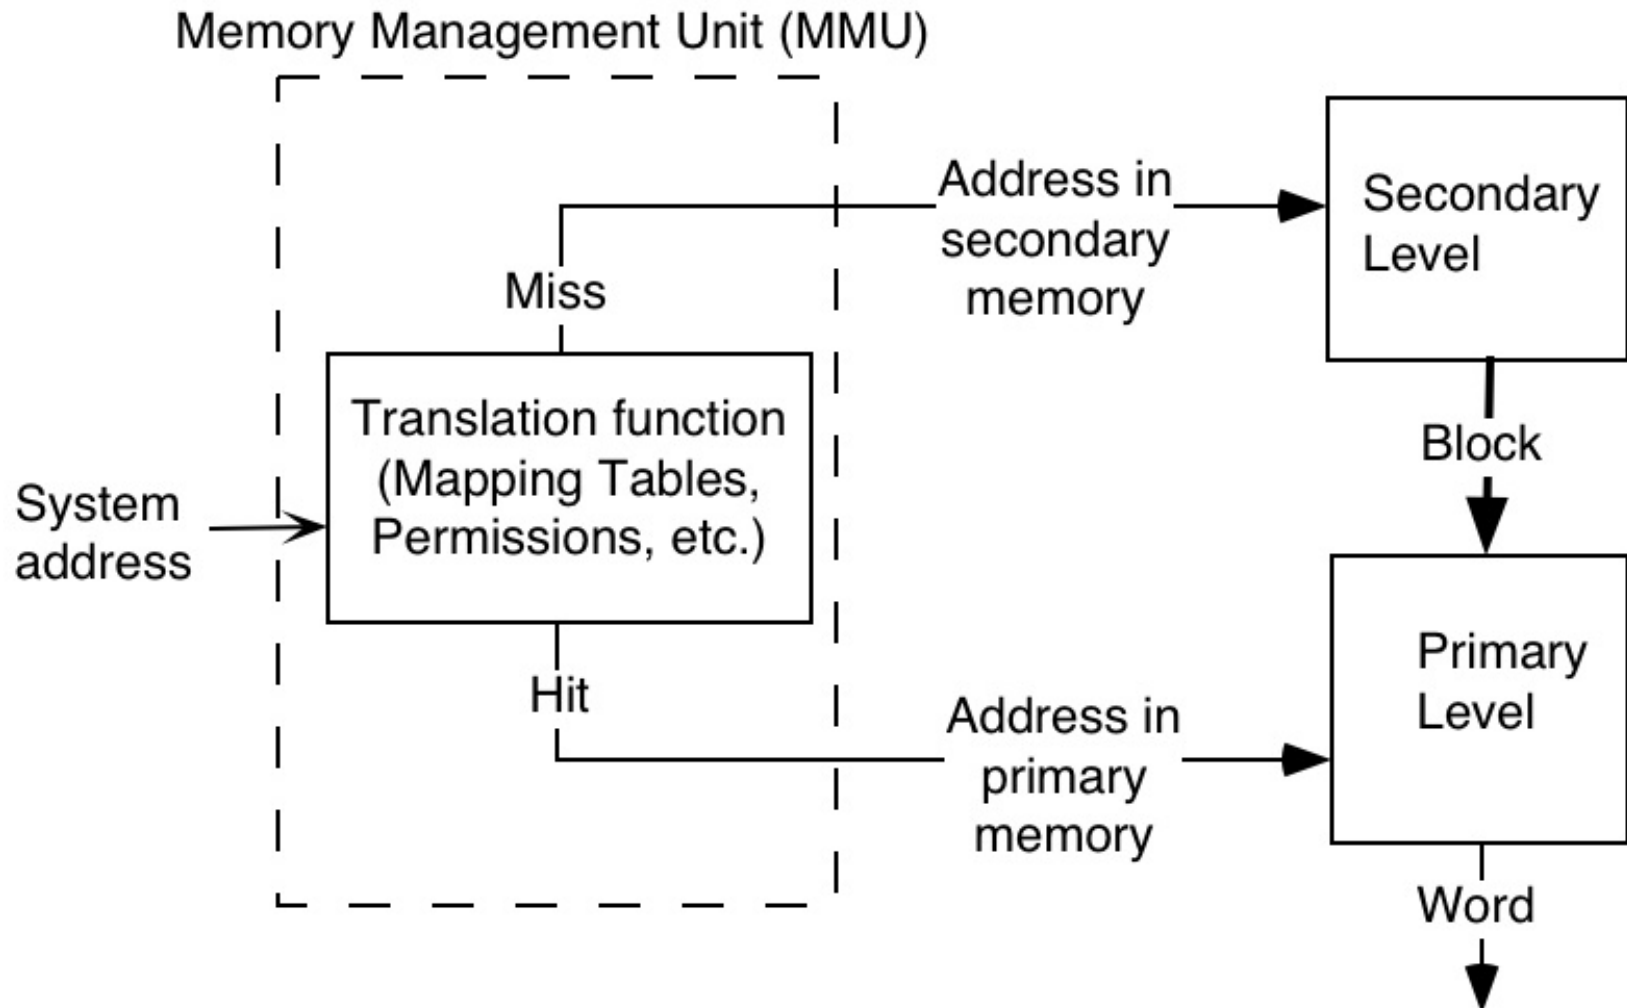 Memory Management Unit (MMU)
Address in
secondary
memory
Secondary
Level
Miss
Translation function
(Mapping Tables,
Permissions, etc.)
System
address
Block
Hit
Address in
primary
memory
Primary
Level
Word